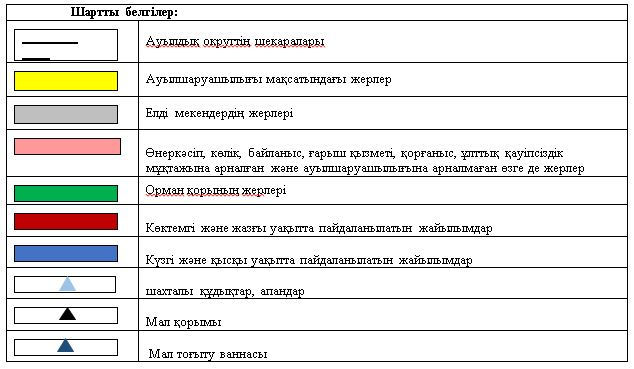 Шартты белгілер:
Ауылдық округтің шекаралары
Ауылшаруашылығы мақсатындағы жерлер
Елді мекендердің жерлері
Өнеркәсіп, көлік, байланыс, ғарыш қызметі, қорғаныс, ұлттық қауіпсіздік
мұқтажына арналған және ауылшаруашылығына арналмаған өзге де жерлер
Орман қорының жерлері
Көктемгі және жазғы уақытта пайдаланылатын жайылымдар
Күзгі және қысқы уақытта пайдаланылатын жайылымдар
шахталы құдықтар, апандар
Мал қорымы
Мал тоғыту ваннасы